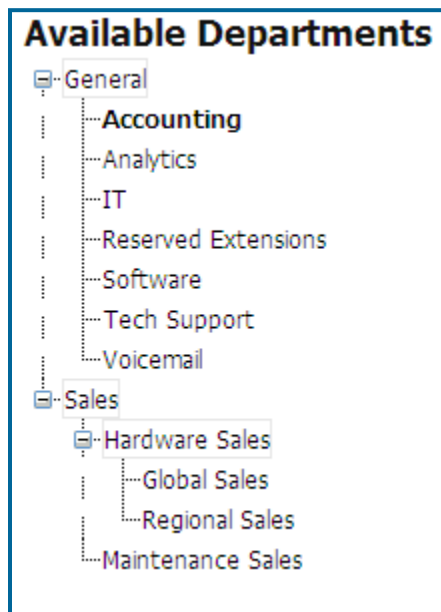 Available Departments
General
Accounting
Analytics
IT
Reserved Extensions
Software
Tech Support
Voicemail
Sales
Hardware Sales
Global Sales
Regional Sales
Maintenance Sales